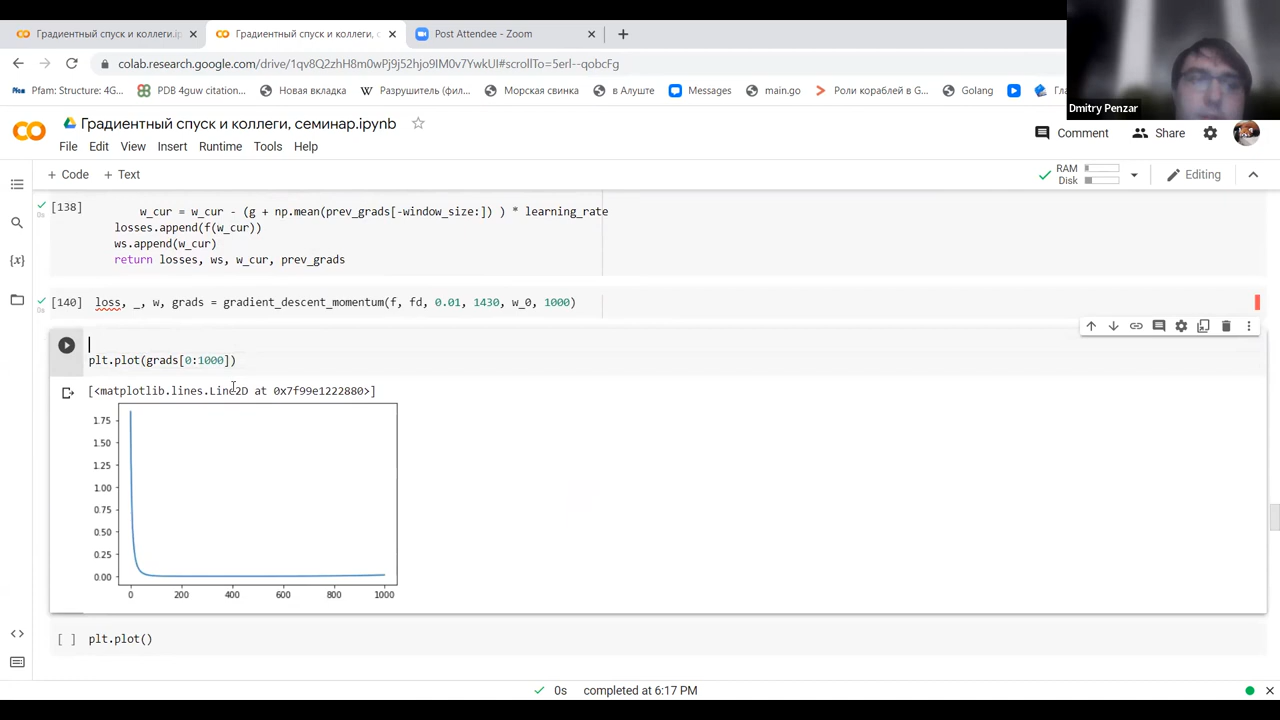 Градиентный спуск и коллеги.ip
Градиентный спуск и коллеги, с
Post Attendee - Zoom
colab.research.google.com/drive/1qv8Q2zhH8m0wPj9j52hjo9IM0v7YwkUI#scrollTo=5erl--qobcFg
Pfam: Structure: 4G...
PDB 4guw citation...
Новая вкладка
Разрушитель (фил...
Морская свинка
в Алуште
Messages
main.go
Роли кораблей в G...
Golang
Dmitry Penzar
Градиентный спуск и коллеги, семинар.ipynb
Comment
Share
File Edit View Insert Runtime Tools Help
+ Code + Text
RAM
Disk
Editing
[138]
w_cur = w_cur - (g + np.mean(prev_grads[-window_size:]) ) * learning_rate
losses.append(f(w_cur))
ws.append(w_cur)
return losses, ws, w_cur, prev_grads
0s
[140] loss, _, w, grads = gradient_descent_momentum(f, fd, 0.01, 1430, w_0, 1000)
0s
plt.plot(grads[0:1000])
[<matplotlib.lines.Line2D at 0x7f99e1222880>]
1.75
1.50
1.25
1.00
0.75
0.50
0.25
0.00
0 200 400 600 800 1000
[ ] plt.plot()
0s completed at 6:17 PM